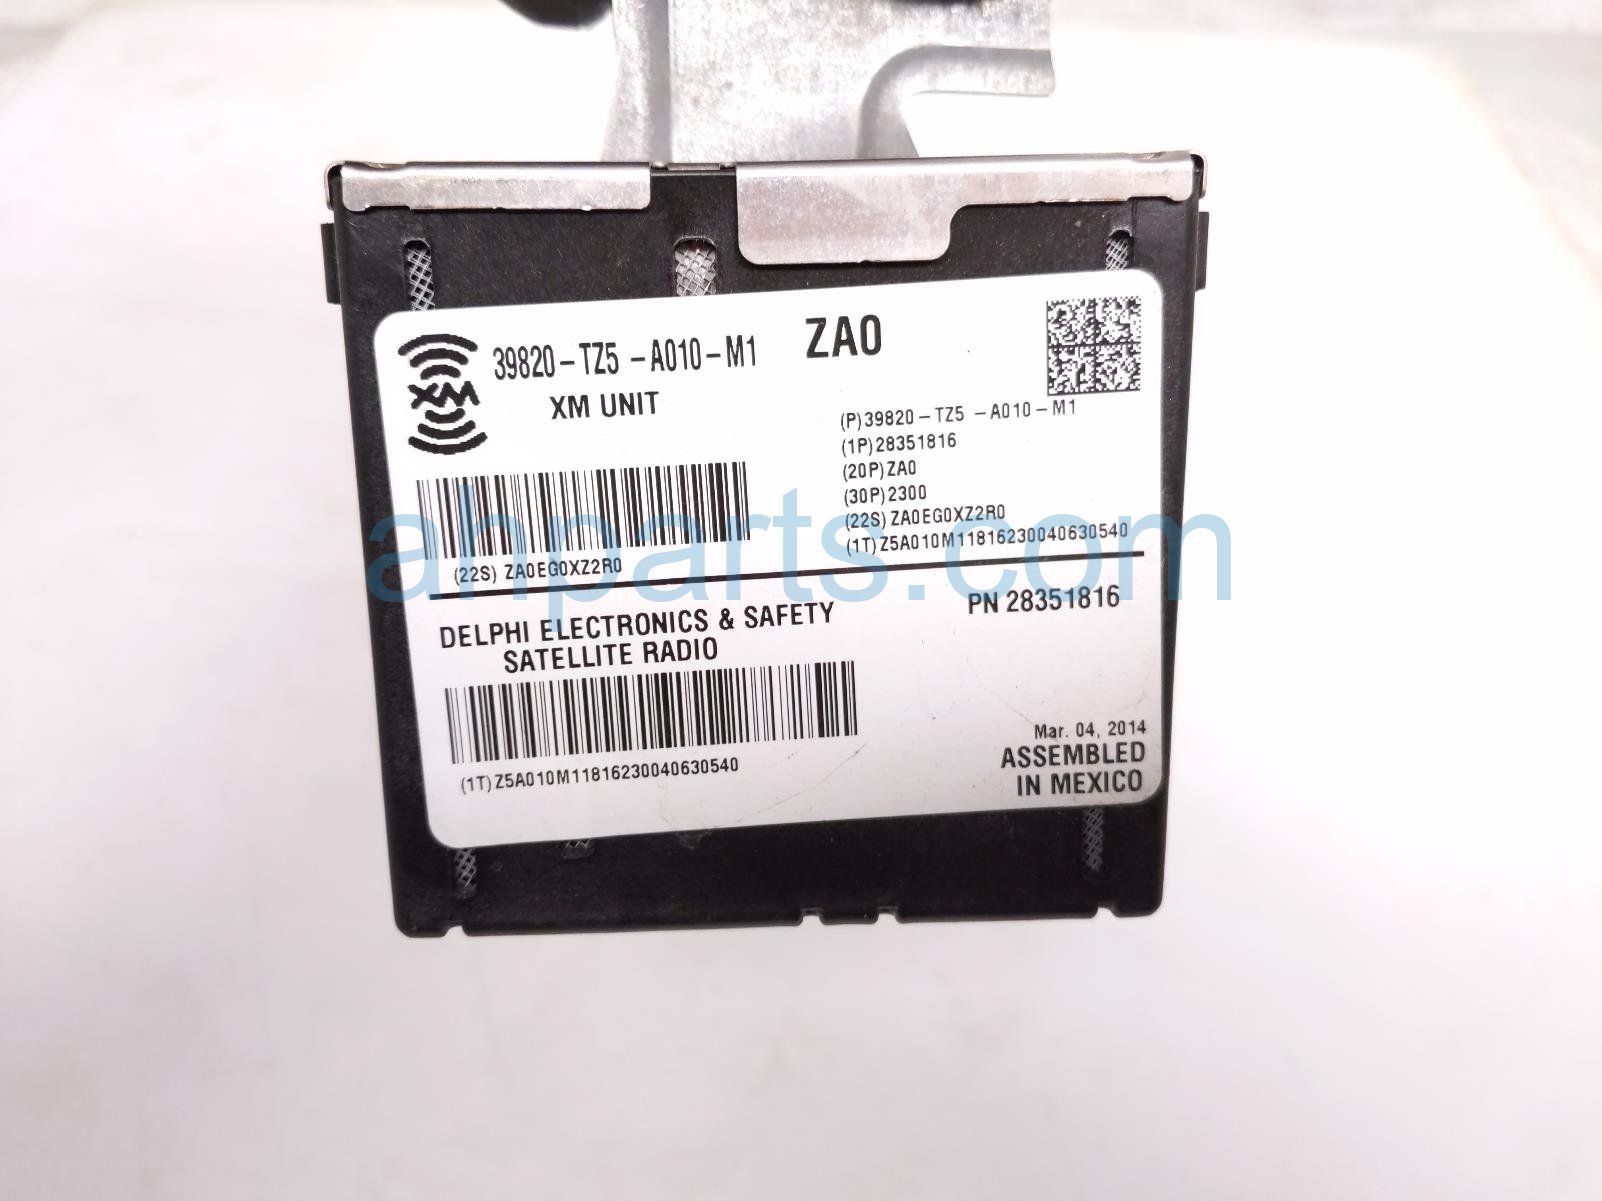 39820-TZ5-A010-M1 ZA0
XM
XM UNIT
(P)39820-TZ5-A010-M1
(1P)28351816
(20P)ZA0
(30P)2300
(22S)ZA0EG0XZ2R0
(1T)Z5A010M11816230040630540
(22S) ZA0EG0XZ2R0
ahparts.com
DELPHI ELECTRONICS & SAFETY
SATELLITE RADIO
PN 28351816
(1T)Z5A010M11816230040630540
Mar. 04, 2014
ASSEMBLED
IN MEXICO